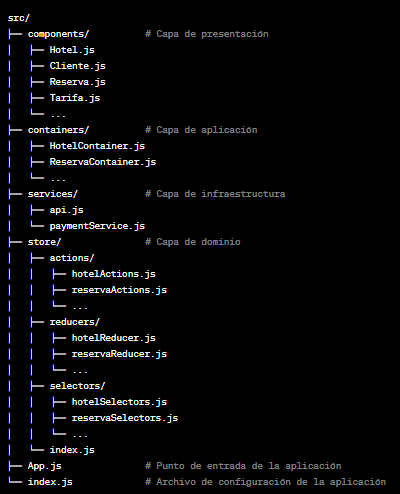 src/
├── components/          # Capa de presentación
│   ├── Hotel.js
│   ├── Cliente.js
│   ├── Reserva.js
│   ├── Tarifa.js
│   └── ...
├── containers/          # Capa de aplicación
│   ├── HotelContainer.js
│   ├── ReservaContainer.js
│   └── ...
├── services/            # Capa de infraestructura
│   ├── api.js
│   └── paymentService.js
├── store/               # Capa de dominio
│   ├── actions/
│   │   ├── hotelActions.js
│   │   ├── reservaActions.js
│   │   └── ...
│   ├── reducers/
│   │   ├── hotelReducer.js
│   │   ├── reservaReducer.js
│   │   └── ...
│   ├── selectors/
│   │   ├── hotelSelectors.js
│   │   ├── reservaSelectors.js
│   │   └── ...
│   └── index.js
├── App.js               # Punto de entrada de la aplicación
└── index.js             # Archivo de configuración de la aplicación